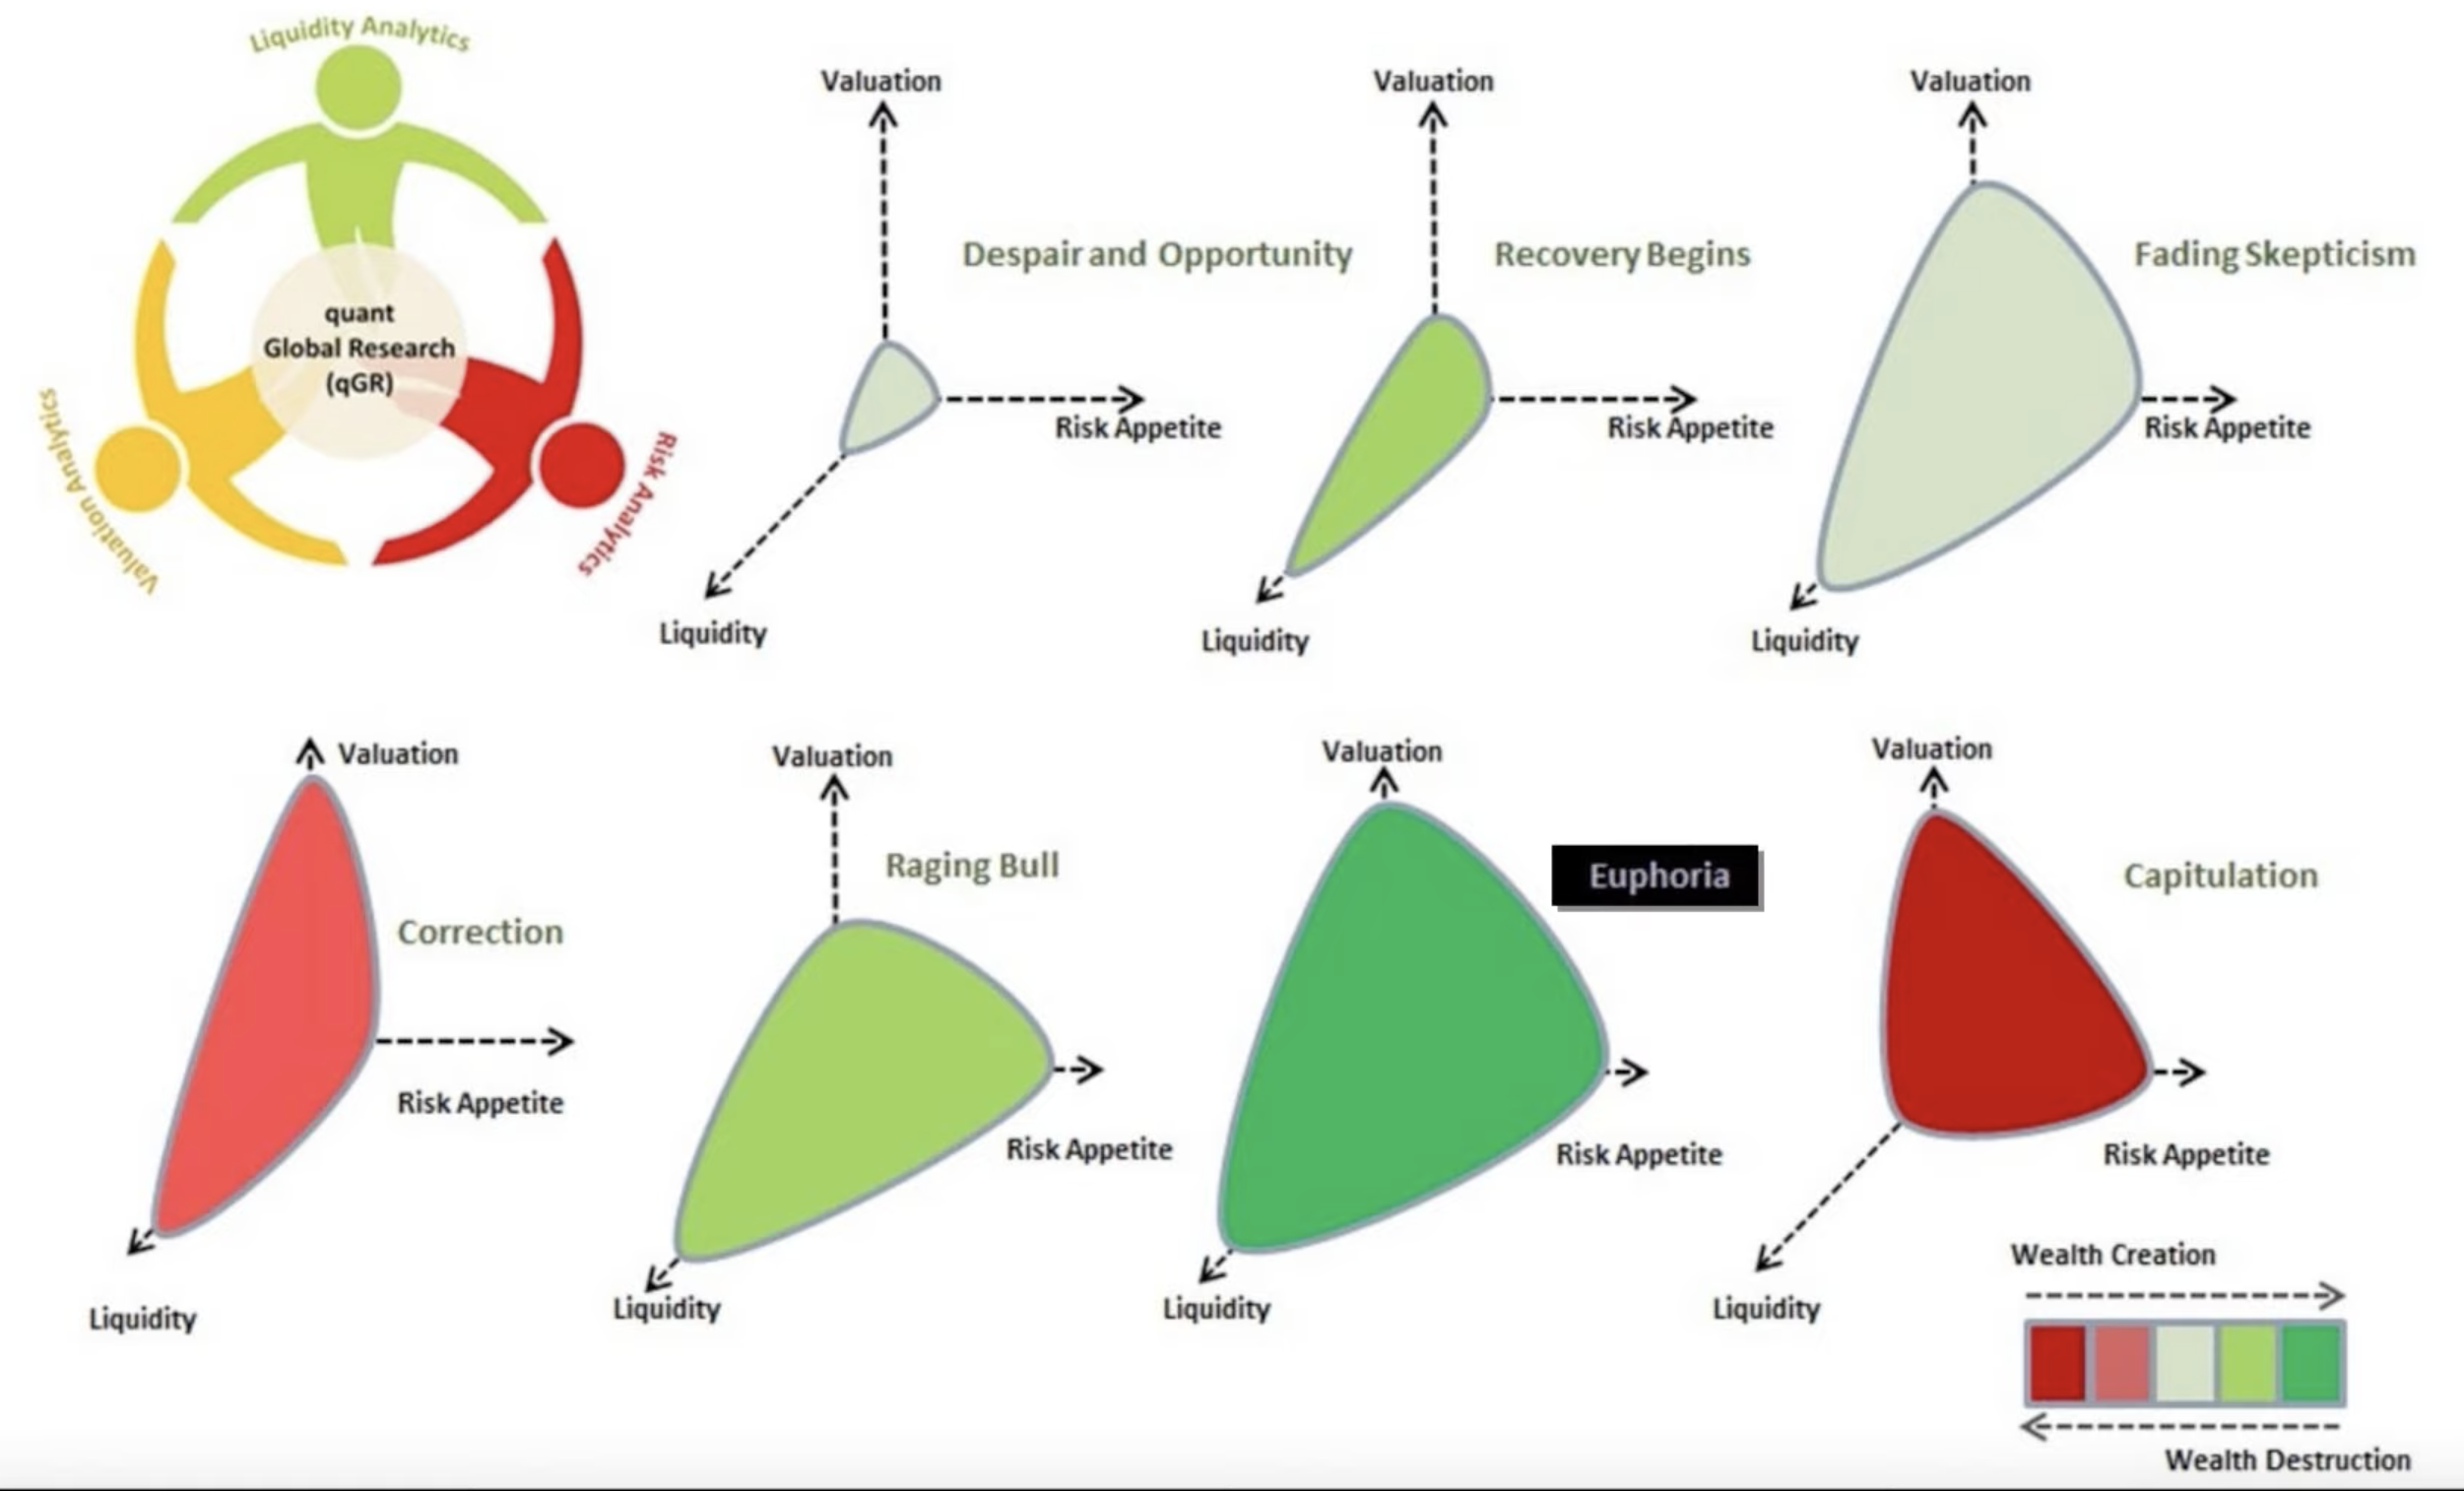 Liquidity Analytics
quant
Global Research
(qGR)
Valuation Analytics
Risk Analytics
Valuation
Despair and Opportunity
Risk Appetite
Liquidity
Valuation
Recovery Begins
Risk Appetite
Liquidity
Valuation
Fading Skepticism
Risk Appetite
Liquidity
Valuation
Correction
Risk Appetite
Liquidity
Valuation
Raging Bull
Risk Appetite
Liquidity
Valuation
Euphoria
Risk Appetite
Liquidity
Valuation
Capitulation
Risk Appetite
Liquidity
Wealth Creation
Wealth Destruction